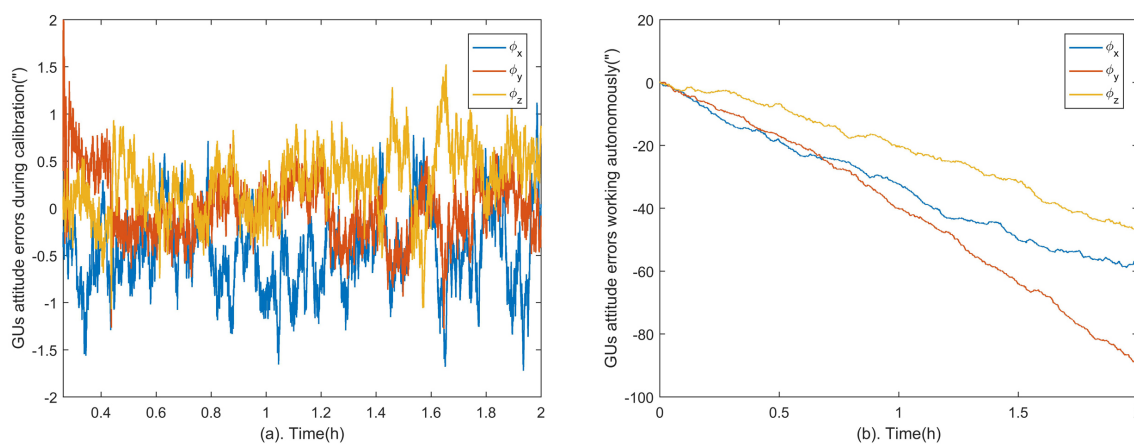 GUs attitude errors during calibration(")
2
1.5
1
0.5
0
-0.5
-1
-1.5
-2
0.4
0.6
0.8
1
1.2
1.4
1.6
1.8
2
(a). Time(h)
ϕx
ϕy
ϕz
GUs attitude errors working autonomously(")
20
0
-20
-40
-60
-80
-100
0
0.5
1
1.5
(b). Time(h)
ϕx
ϕy
ϕz